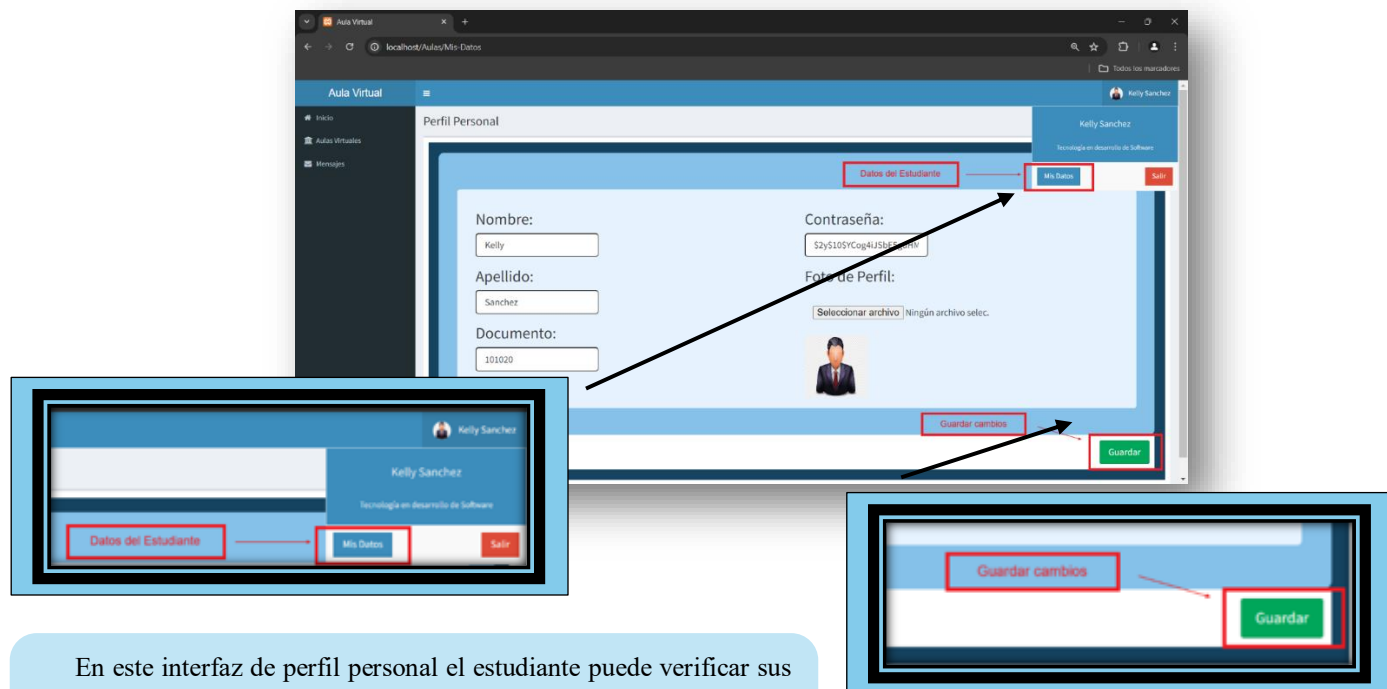 Aula Virtual
localhost/Aulas/Mis-Datos
Todos los marcadores
Aula Virtual
Kelly Sanchez
Inicio
Aulas Virtuales
Mensajes
Perfil Personal
Kelly Sanchez
Tecnología en desarrollo de Software
Datos del Estudiante
Mis Datos
Salir
Nombre:
Kelly
Apellido:
Sanchez
Documento:
101020
Contraseña:
Foto de Perfil:
Seleccionar archivo Ningún archivo selec.
Guardar cambios
Guardar
Kelly Sanchez
Kelly Sanchez
Tecnología en desarrollo de Software
Datos del Estudiante
Mis Datos
Salir
Guardar cambios
Guardar
En este interfaz de perfil personal el estudiante puede verificar sus